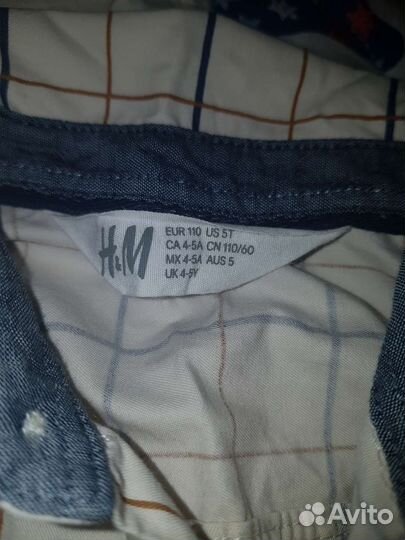 H&M
EUR 110 US 5T
CA 4-5A CN 110/60
MX 4-5A AUS 5
UK 4-5Y
Avito